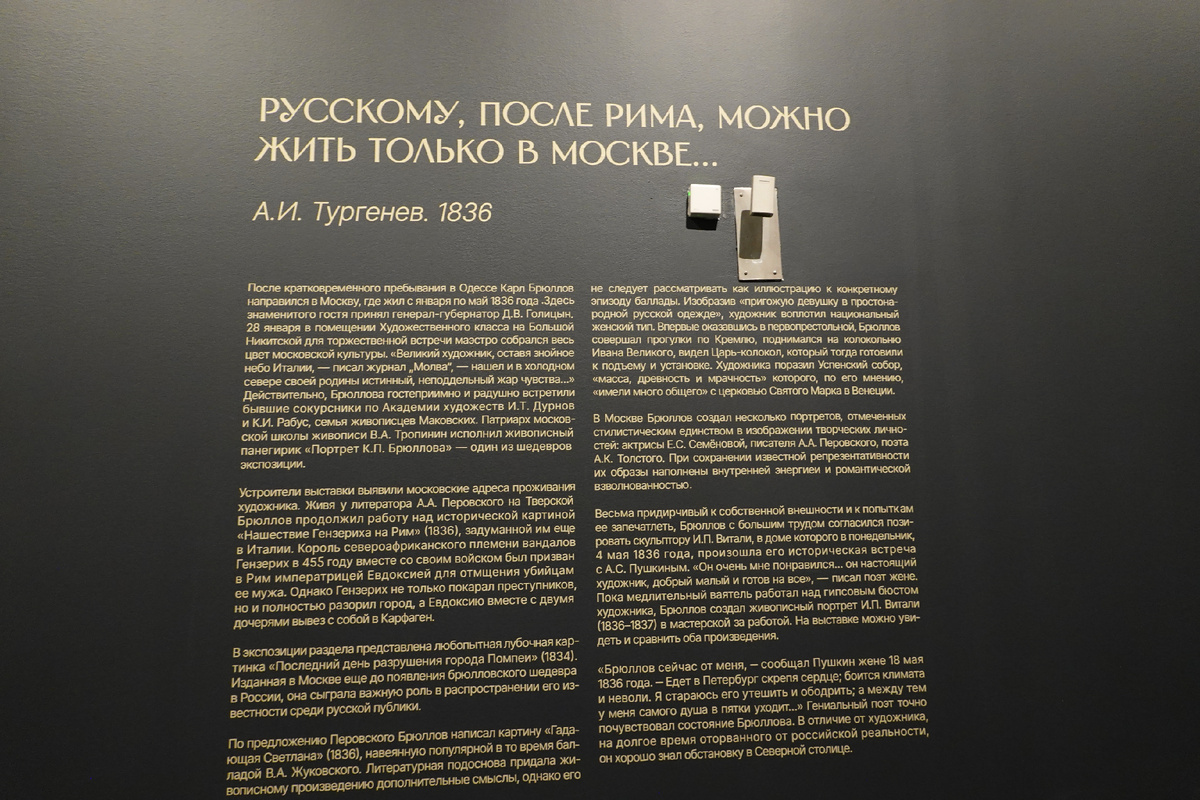 РУССКОМУ, ПОСЛЕ РИМА, МОЖНО
ЖИТЬ ТОЛЬКО В МОСКВЕ...
А.И. Тургенев. 1836
После кратковременного пребывания в Одессе Карл Брюллов
направился в Москву, где жил с января по май 1836 года .Здесь
знаменитого гостя принял генерал-губернатор Д.В. Голицын.
28 января в помещении Художественного класса на Большой
Никитской для торжественной встречи маэстро собрался весь
цвет московской культуры. «Великий художник, оставя знойное
небо Италии, — писал журнал „Молва", — нашел и в холодном
севере своей родины истинный, неподдельный жар чувства...»
Действительно, Брюллова гостеприимно и радушно встретили
бывшие сокурсники по Академии художеств И.Т. Дурнов
и К.И. Рабус, семья живописцев Маковских. Патриарх москов-
ской школы живописи В.А. Тропинин исполнил живописный
панегирик «Портрет К.П. Брюллова» — один из шедевров
экспозиции.
Устроители выставки выявили московские адреса проживания
художника. Живя у литератора А.А. Перовского на Тверской
Брюллов продолжил работу над исторической картиной
«Нашествие Гензериха на Рим» (1836), задуманной им еще
в Италии. Король североафриканского племени вандалов
Гензерих в 455 году вместе со своим войском был призван
в Рим императрицей Евдоксией для отмщения убийцам
ее мужа. Однако Гензерих не только покарал преступников,
но и полностью разорил город, а Евдоксию вместе с двумя
дочерями вывез с собой в Карфаген.
В экспозиции раздела представлена любопытная лубочная кар-
тинка «Последний день разрушения города Помпеи» (1834).
Изданная в Москве еще до появления брюлловского шедевра
в России, она сыграла важную роль в распространении его из-
вестности среди русской публики.
По предложению Перовского Брюллов написал картину «Гада-
ющая Светлана» (1836), навеянную популярной в то время бал-
ладой В.А. Жуковского. Литературная подоснова придала жи-
вописному произведению дополнительные смыслы, однако его
не следует рассматривать как иллюстрацию к конкретному
эпизоду баллады. Изобразив «пригожую девушку в простона-
родной русской одежде», художник воплотил национальный
женский тип. Впервые оказавшись в первопрестольной, Брюллов
совершал прогулки по Кремлю, поднимался на колокольню
Ивана Великого, видел Царь-колокол, который тогда готовили
к подъему и установке. Художника поразил Успенский собор,
«масса, древность и мрачность» которого, по его мнению,
«имели много общего» с церковью Святого Марка в Венеции.
В Москве Брюллов создал несколько портретов, отмеченных
стилистическим единством в изображении творческих лично-
стей: актрисы Е.С. Семёновой, писателя А.А. Перовского, поэта
А.К. Толстого. При сохранении известной репрезентативности
их образы наполнены внутренней энергией и романтической
взволнованностью.
Весьма придирчивый к собственной внешности и к попыткам
ее запечатлеть, Брюллов с большим трудом согласился пози-
ровать скульптору И.П. Витали, в доме которого в понедельник,
4 мая 1836 года, произошла его историческая встреча
с А.С. Пушкиным. «Он очень мне понравился... он настоящий
художник, добрый малый и готов на все», — писал поэт жене.
Пока медлительный ваятель работал над гипсовым бюстом
художника, Брюллов создал живописный портрет И.П. Витали
(1836–1837) в мастерской за работой. На выставке можно уви-
деть и сравнить оба произведения.
«Брюллов сейчас от меня, – сообщал Пушкин жене 18 мая
1836 года. – Едет в Петербург скрепя сердце; боится климата
и неволи. Я стараюсь его утешить и ободрить; а между тем
у меня самого душа в пятки уходит...» Гениальный поэт точно
почувствовал состояние Брюллова. В отличие от художника,
на долгое время оторванного от российской реальности,
он хорошо знал обстановку в Северной столице.